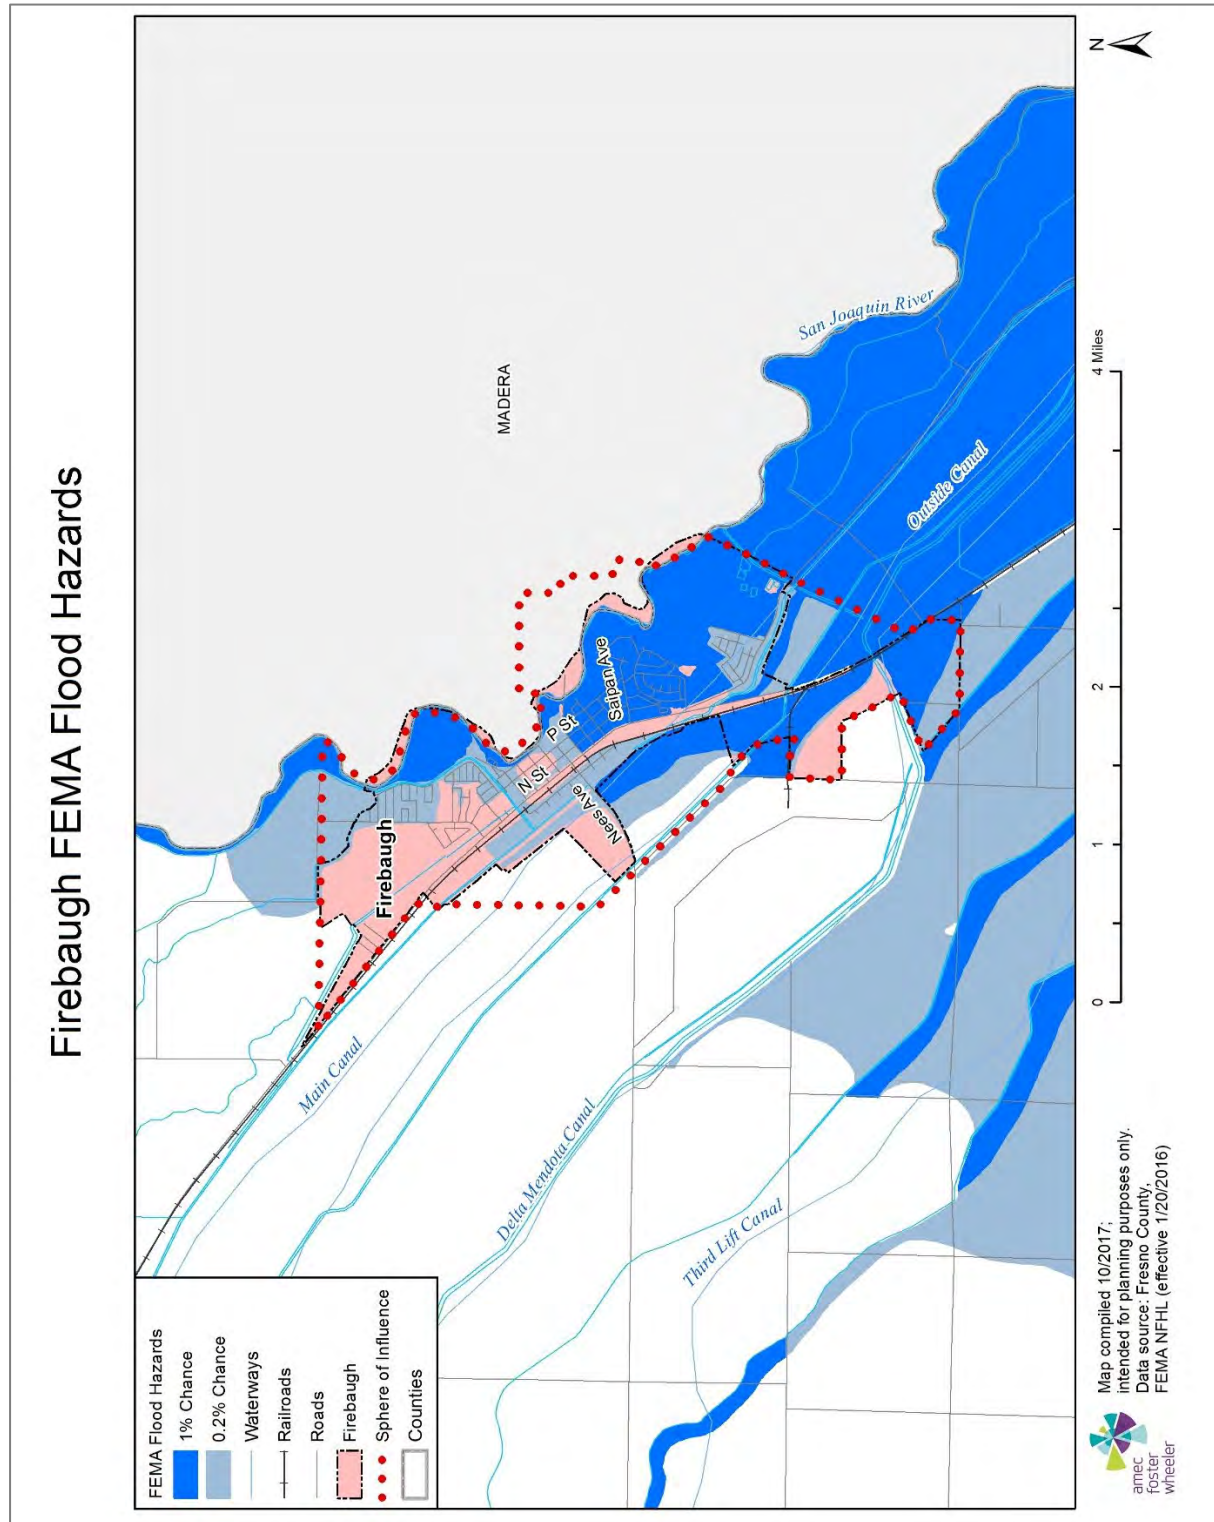 Firebaugh FEMA Flood Hazards
N
MADERA
San Joaquin River
Outside Canal
Saipan Ave
P St
N St
Nees Ave
Firebaugh
Main Canal
Delta Mendota Canal
Third Lift Canal
FEMA Flood Hazards
1% Chance
0.2% Chance
Waterways
Railroads
Roads
Firebaugh
Sphere of Influence
Counties
0
1
2
4 Miles
amec
foster
wheeler
Map compiled 10/2017;
intended for planning purposes only.
Data source: Fresno County,
FEMA NFHL (effective 1/20/2016)